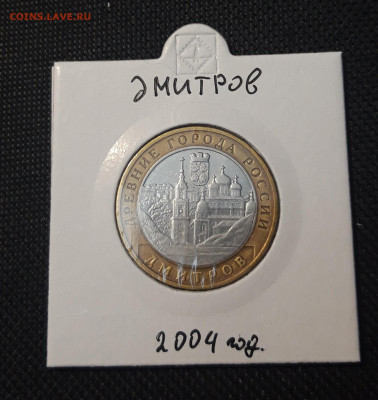 COINS.LAVE.RU
Дмитров
ДРЕВНИЕ ГОРОДА РОССИИ
ДМИТРОВ
2004 год.